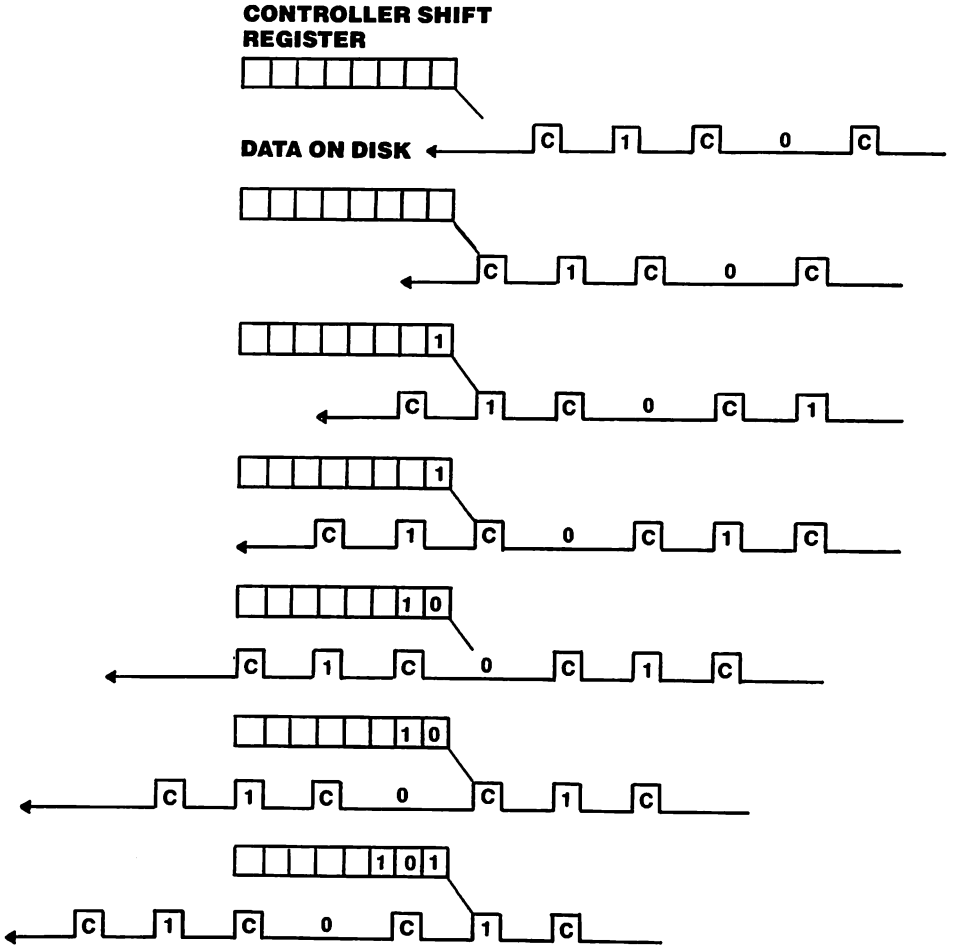 CONTROLLER SHIFT
REGISTER
C 1 C 0 C
DATA ON DISK
C 1 C 0 C
1
C 1 C 0 C 1
1
C 1 C 0 C 1 C
1 0
C 1 C 0 C 1 C
1 0
C 1 C 0 C 1 C
1 0 1
C 1 C 0 C 1 C